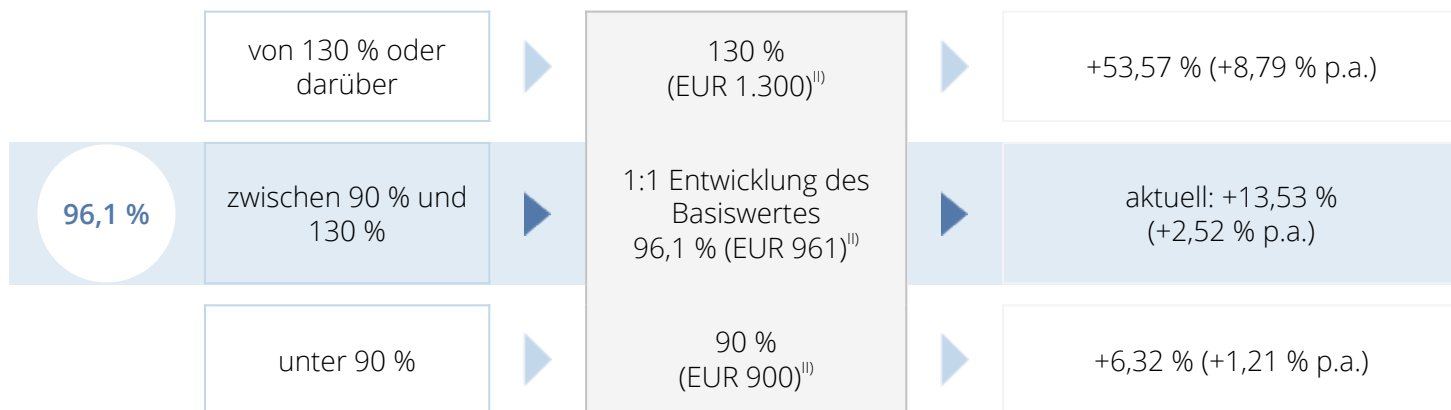 von 130 % oder
darüber
130 %
(EUR 1.300)II)
+53,57 % (+8,79 % p.a.)
96,1 %
zwischen 90 % und
130 %
1:1 Entwicklung des
Basiswertes
96,1 % (EUR 961)II)
aktuell: +13,53 %
(+2,52 % p.a.)
unter 90 %
90 %
(EUR 900)II)
+6,32 % (+1,21 % p.a.)